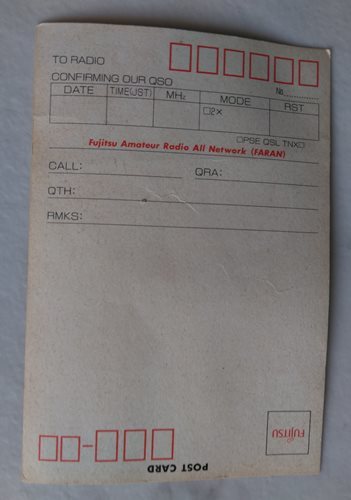 TO RADIO
CONFIRMING OUR QSO
No.
DATE TIME(JST) MHz MODE RST
□2×
□PSE QSL TNX□
Fujitsu Amateur Radio All Network (FARAN)
CALL: QRA:
QTH:
RMKS:
FUJITSU
POST CARD